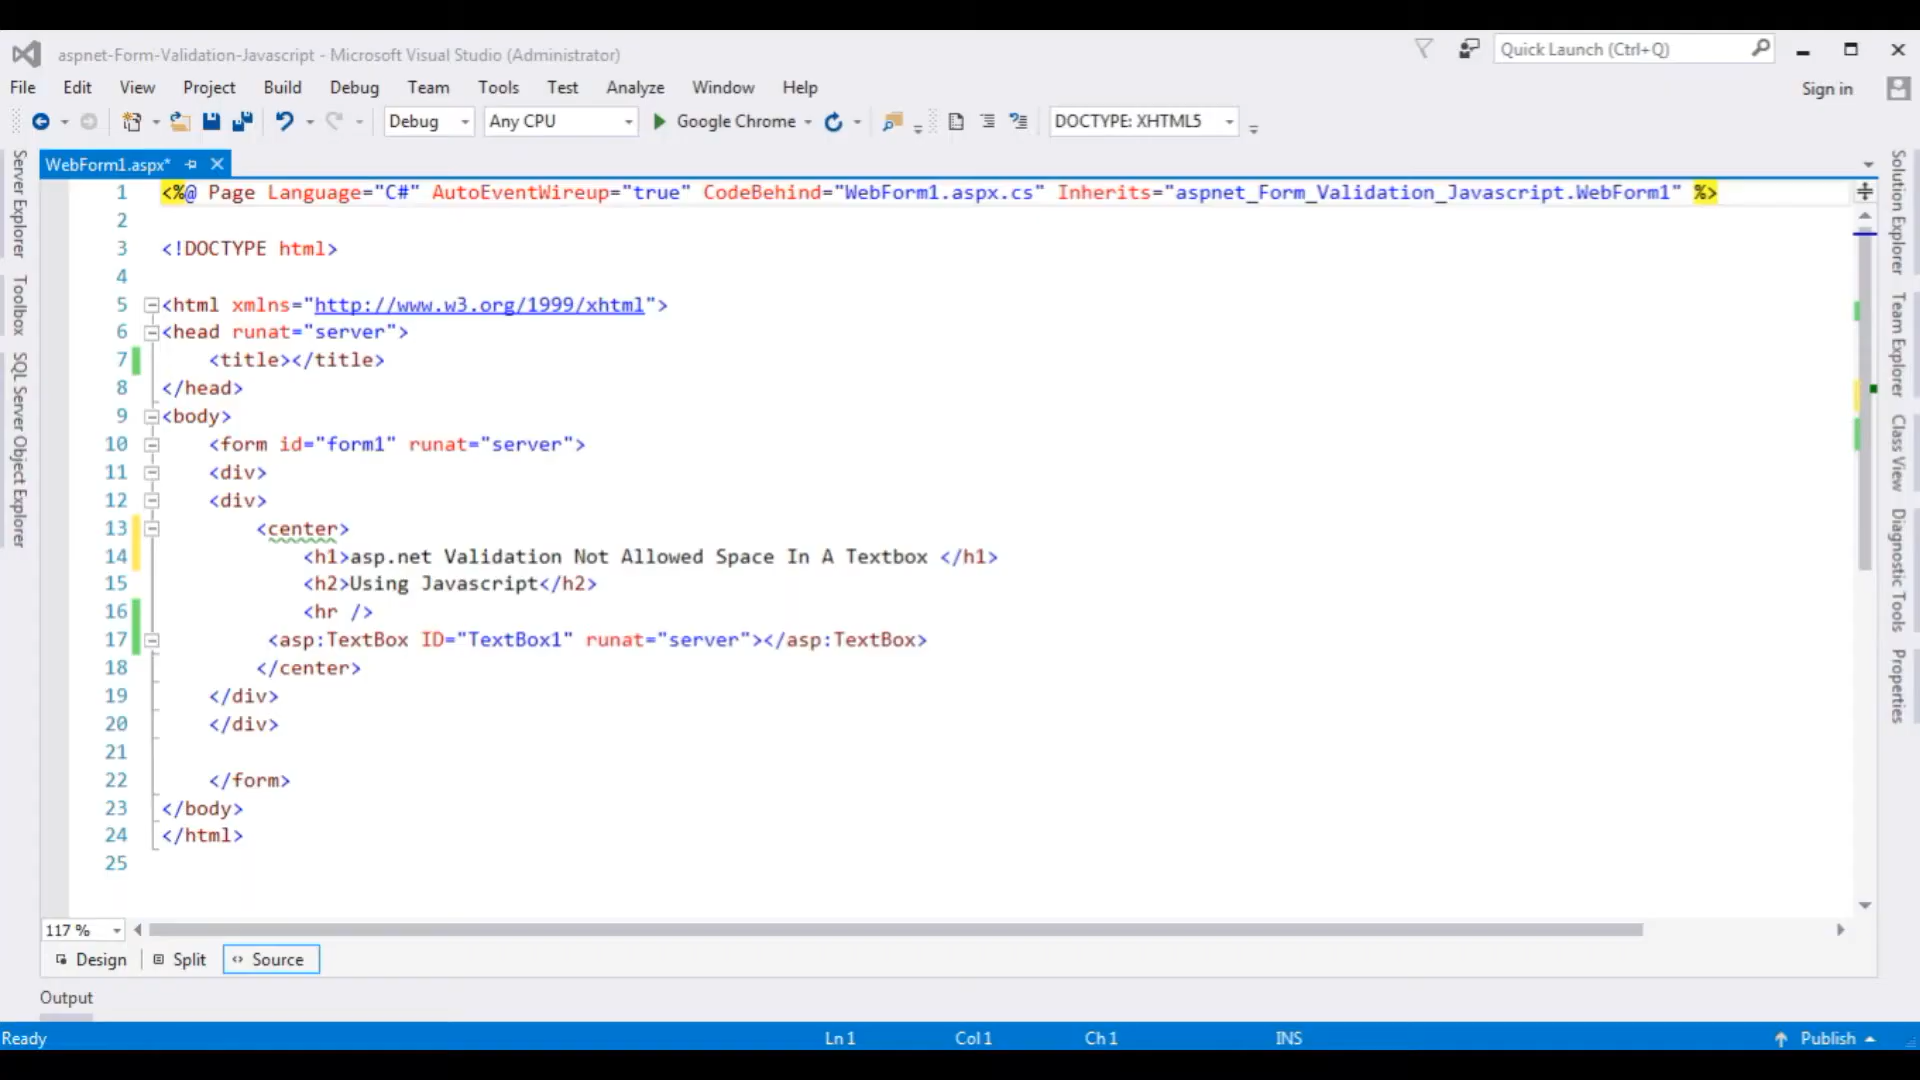 aspnet-Form-Validation-Javascript - Microsoft Visual Studio (Administrator)
Quick Launch (Ctrl+Q)
File Edit View Project Build Debug Team Tools Test Analyze Window Help
Sign in
Debug Any CPU Google Chrome DOCTYPE: XHTML5
WebForm1.aspx*
1 <%@ Page Language="C#" AutoEventWireup="true" CodeBehind="WebForm1.aspx.cs" Inherits="aspnet_Form_Validation_Javascript.WebForm1" %>
2
3 <!DOCTYPE html>
4
5 <html xmlns="http://www.w3.org/1999/xhtml">
6 <head runat="server">
7 <title></title>
8 </head>
9 <body>
10 <form id="form1" runat="server">
11 <div>
12 <div>
13 <center>
14 <h1>asp.net Validation Not Allowed Space In A Textbox </h1>
15 <h2>Using Javascript</h2>
16 <hr />
17 <asp:TextBox ID="TextBox1" runat="server"></asp:TextBox>
18 </center>
19 </div>
20 </div>
21
22 </form>
23 </body>
24 </html>
25
Server Explorer
Toolbox
SQL Server Object Explorer
Solution Explorer
Team Explorer
Class View
Diagnostic Tools
Properties
117 %
Design Split Source
Output
Ready Ln 1 Col 1 Ch 1 INS Publish